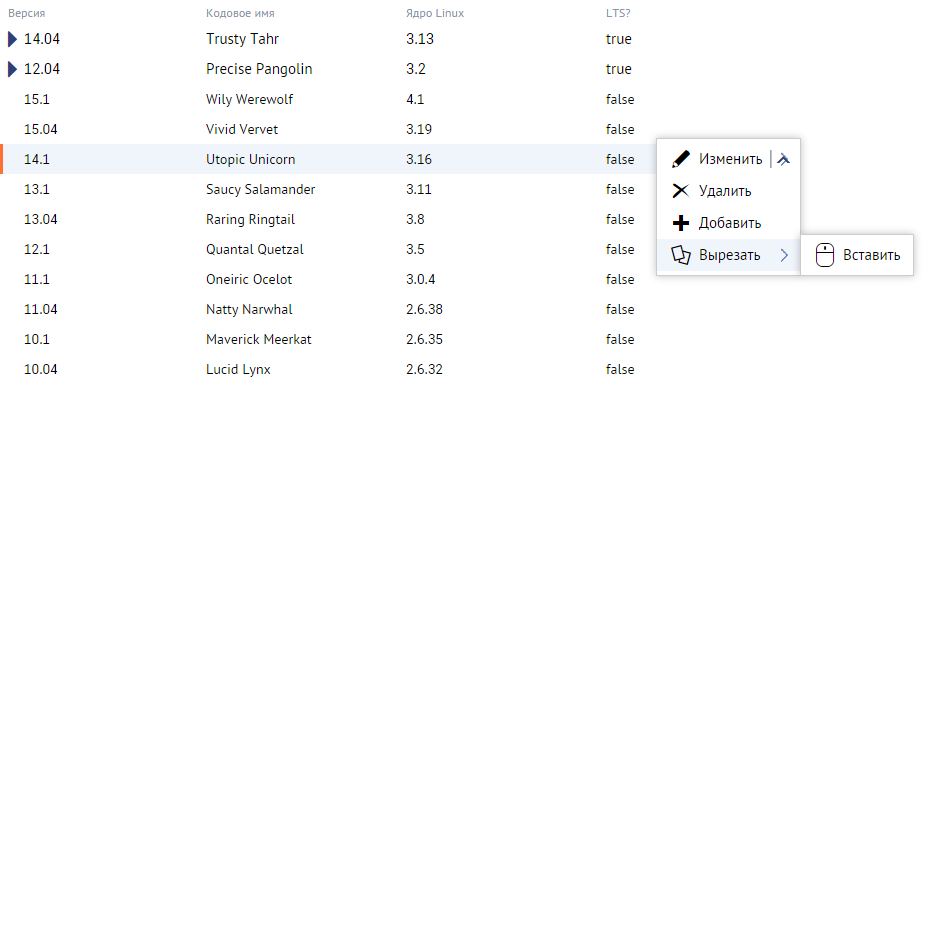 Версия Кодовое имя Ядро Linux LTS?
14.04 Trusty Tahr 3.13 true
12.04 Precise Pangolin 3.2 true
15.1 Wily Werewolf 4.1 false
15.04 Vivid Vervet 3.19 false
14.1 Utopic Unicorn 3.16 false
13.1 Saucy Salamander 3.11 false
13.04 Raring Ringtail 3.8 false
12.1 Quantal Quetzal 3.5 false
11.1 Oneiric Ocelot 3.0.4 false
11.04 Natty Narwhal 2.6.38 false
10.1 Maverick Meerkat 2.6.35 false
10.04 Lucid Lynx 2.6.32 false
Изменить
Удалить
Добавить
Вырезать
Вставить